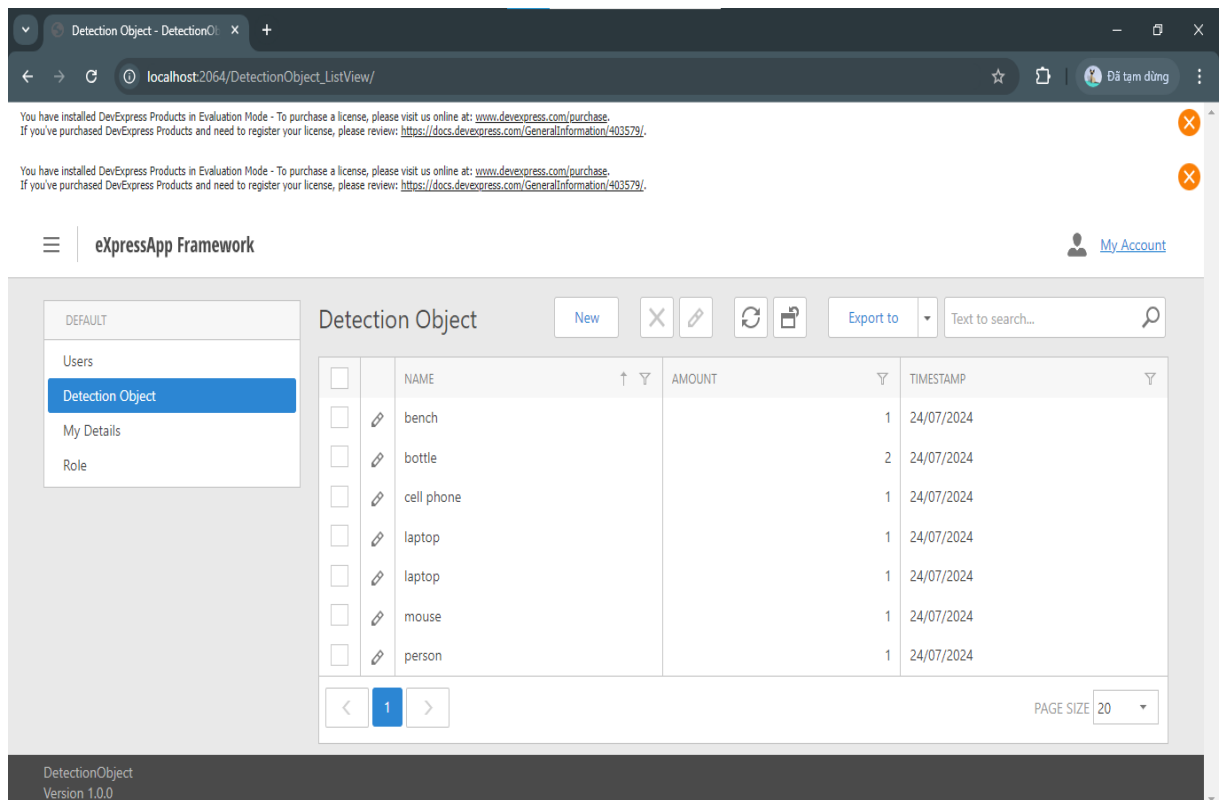 Detection Object - DetectionOb
localhost:2064/DetectionObject_ListView/
Đã tạm dừng
You have installed DevExpress Products in Evaluation Mode - To purchase a license, please visit us online at: www.devexpress.com/purchase.
If you've purchased DevExpress Products and need to register your license, please review: https://docs.devexpress.com/GeneralInformation/403579/.
You have installed DevExpress Products in Evaluation Mode - To purchase a license, please visit us online at: www.devexpress.com/purchase.
If you've purchased DevExpress Products and need to register your license, please review: https://docs.devexpress.com/GeneralInformation/403579/.
eXpressApp Framework
My Account
DEFAULT
Users
Detection Object
My Details
Role
Detection Object
New
Export to
Text to search...
NAME AMOUNT TIMESTAMP
bench 1 24/07/2024
bottle 2 24/07/2024
cell phone 1 24/07/2024
laptop 1 24/07/2024
laptop 1 24/07/2024
mouse 1 24/07/2024
person 1 24/07/2024
1
PAGE SIZE 20
DetectionObject
Version 1.0.0